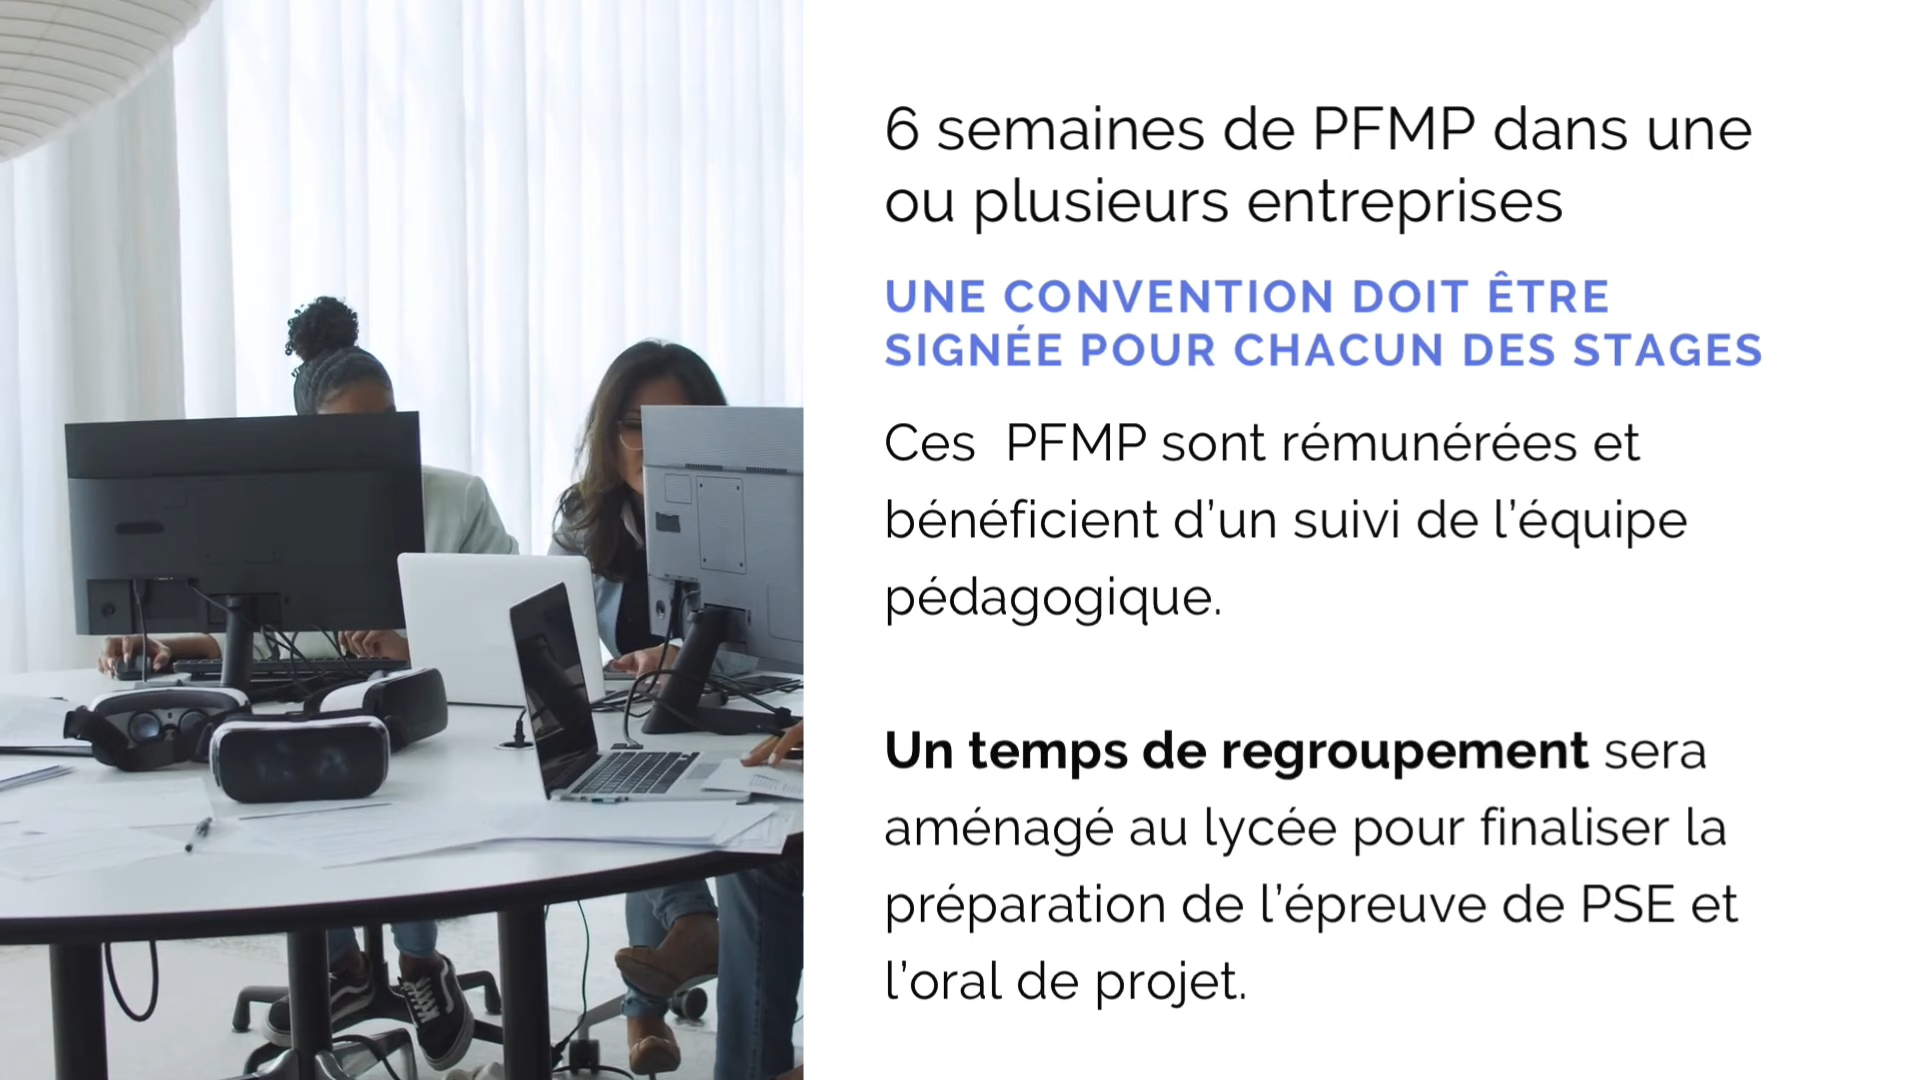 6 semaines de PFMP dans une
ou plusieurs entreprises
UNE CONVENTION DOIT ÊTRE
SIGNÉE POUR CHACUN DES STAGES
Ces  PFMP sont rémunérées et
bénéficient d'un suivi de l'équipe
pédagogique.
Un temps de regroupement sera
aménagé au lycée pour finaliser la
préparation de l'épreuve de PSE et
l'oral de projet.